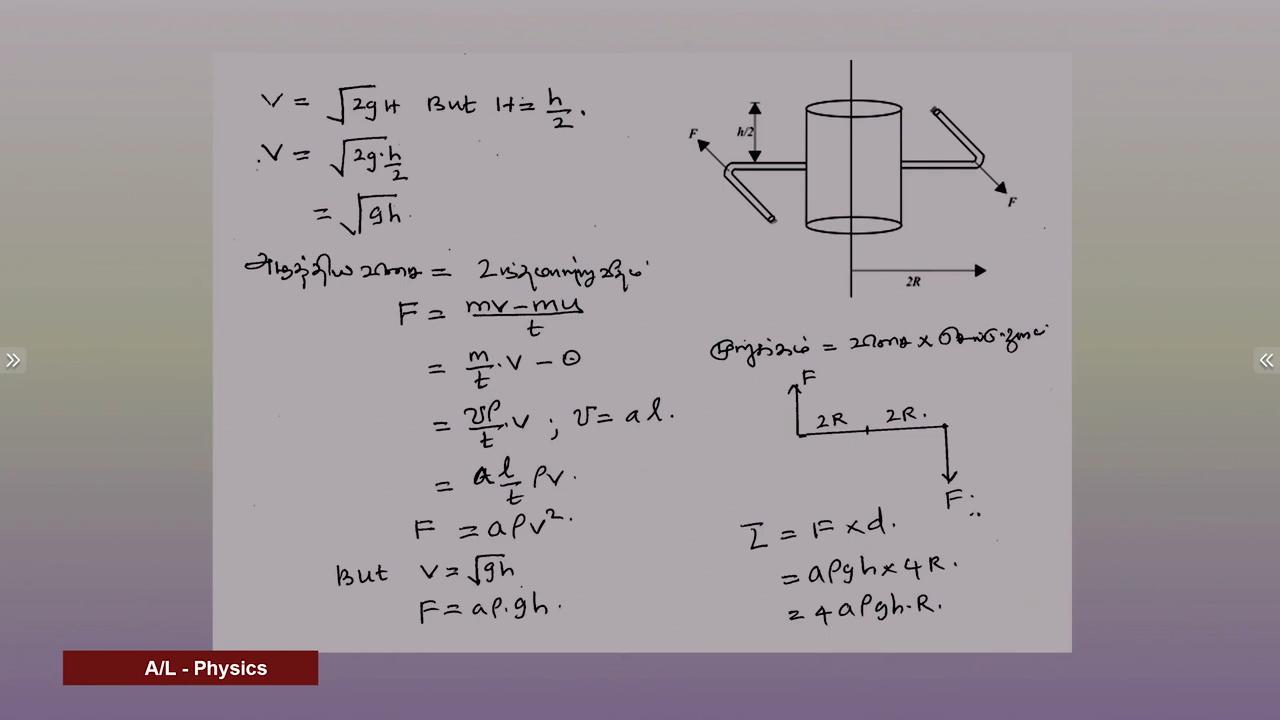 V = √2gH But H = h/2.
V = √2g·h/2
= √gh.
= 2
F = mv – mu / t
= m/t · V – 0
= vρ/t · V ; v = a l.
= a l/t ρV.
F = aρv².
But V = √gh
F = aρ·gh.
h/2
F
F
2R
= ×
F
2R 2R.
F
I = F × d.
= aρgh × 4R.
= 4aρgh·R.
A/L - Physics